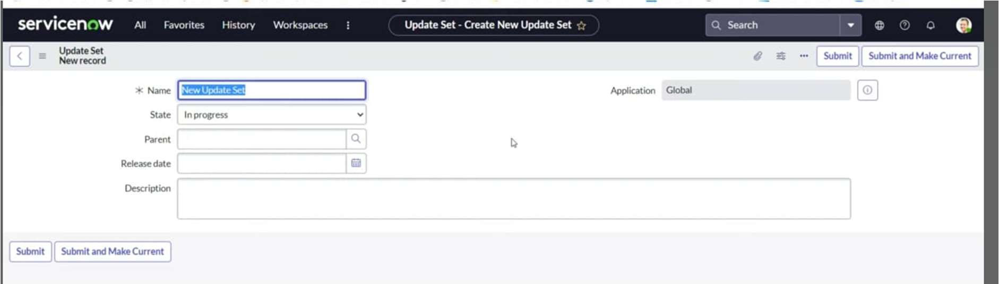 servicenow All Favorites History Workspaces Update Set - Create New Update Set Search
Update Set
New record
Submit Submit and Make Current
* Name New Update Set Application Global
State In progress
Parent
Release date
Description
Submit Submit and Make Current